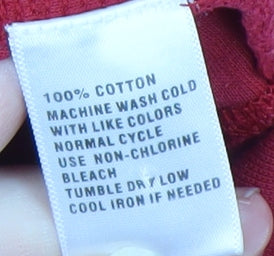 100% COTTON
MACHINE WASH COLD
WITH LIKE COLORS
NORMAL CYCLE
USE NON-CHLORINE
BLEACH
TUMBLE DRY LOW
COOL IRON IF NEEDED